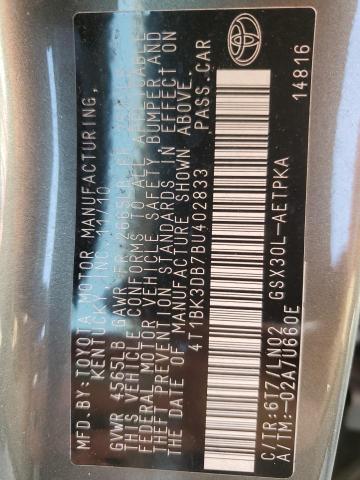 MFD.BY:TOYOTA MOTOR MANUFACTURING,
KENTUCKY, INC. 11/10
GVWR 4565LB GAWR FR 2665LB RR
THIS VEHICLE CONFORMS TO ALL APPLICABLE
FEDERAL MOTOR VEHICLE SAFETY BUMPER AND
THEFT PREVENTION STANDARDS IN EFFECT ON
THE DATE OF MANUFACTURE SHOWN ABOVE.
4T1BK3DB7BU402833 PASS.CAR
C/TR:6T7/LN02 GSX30L-AETPKA
A/TM:-02A/U660E
14816